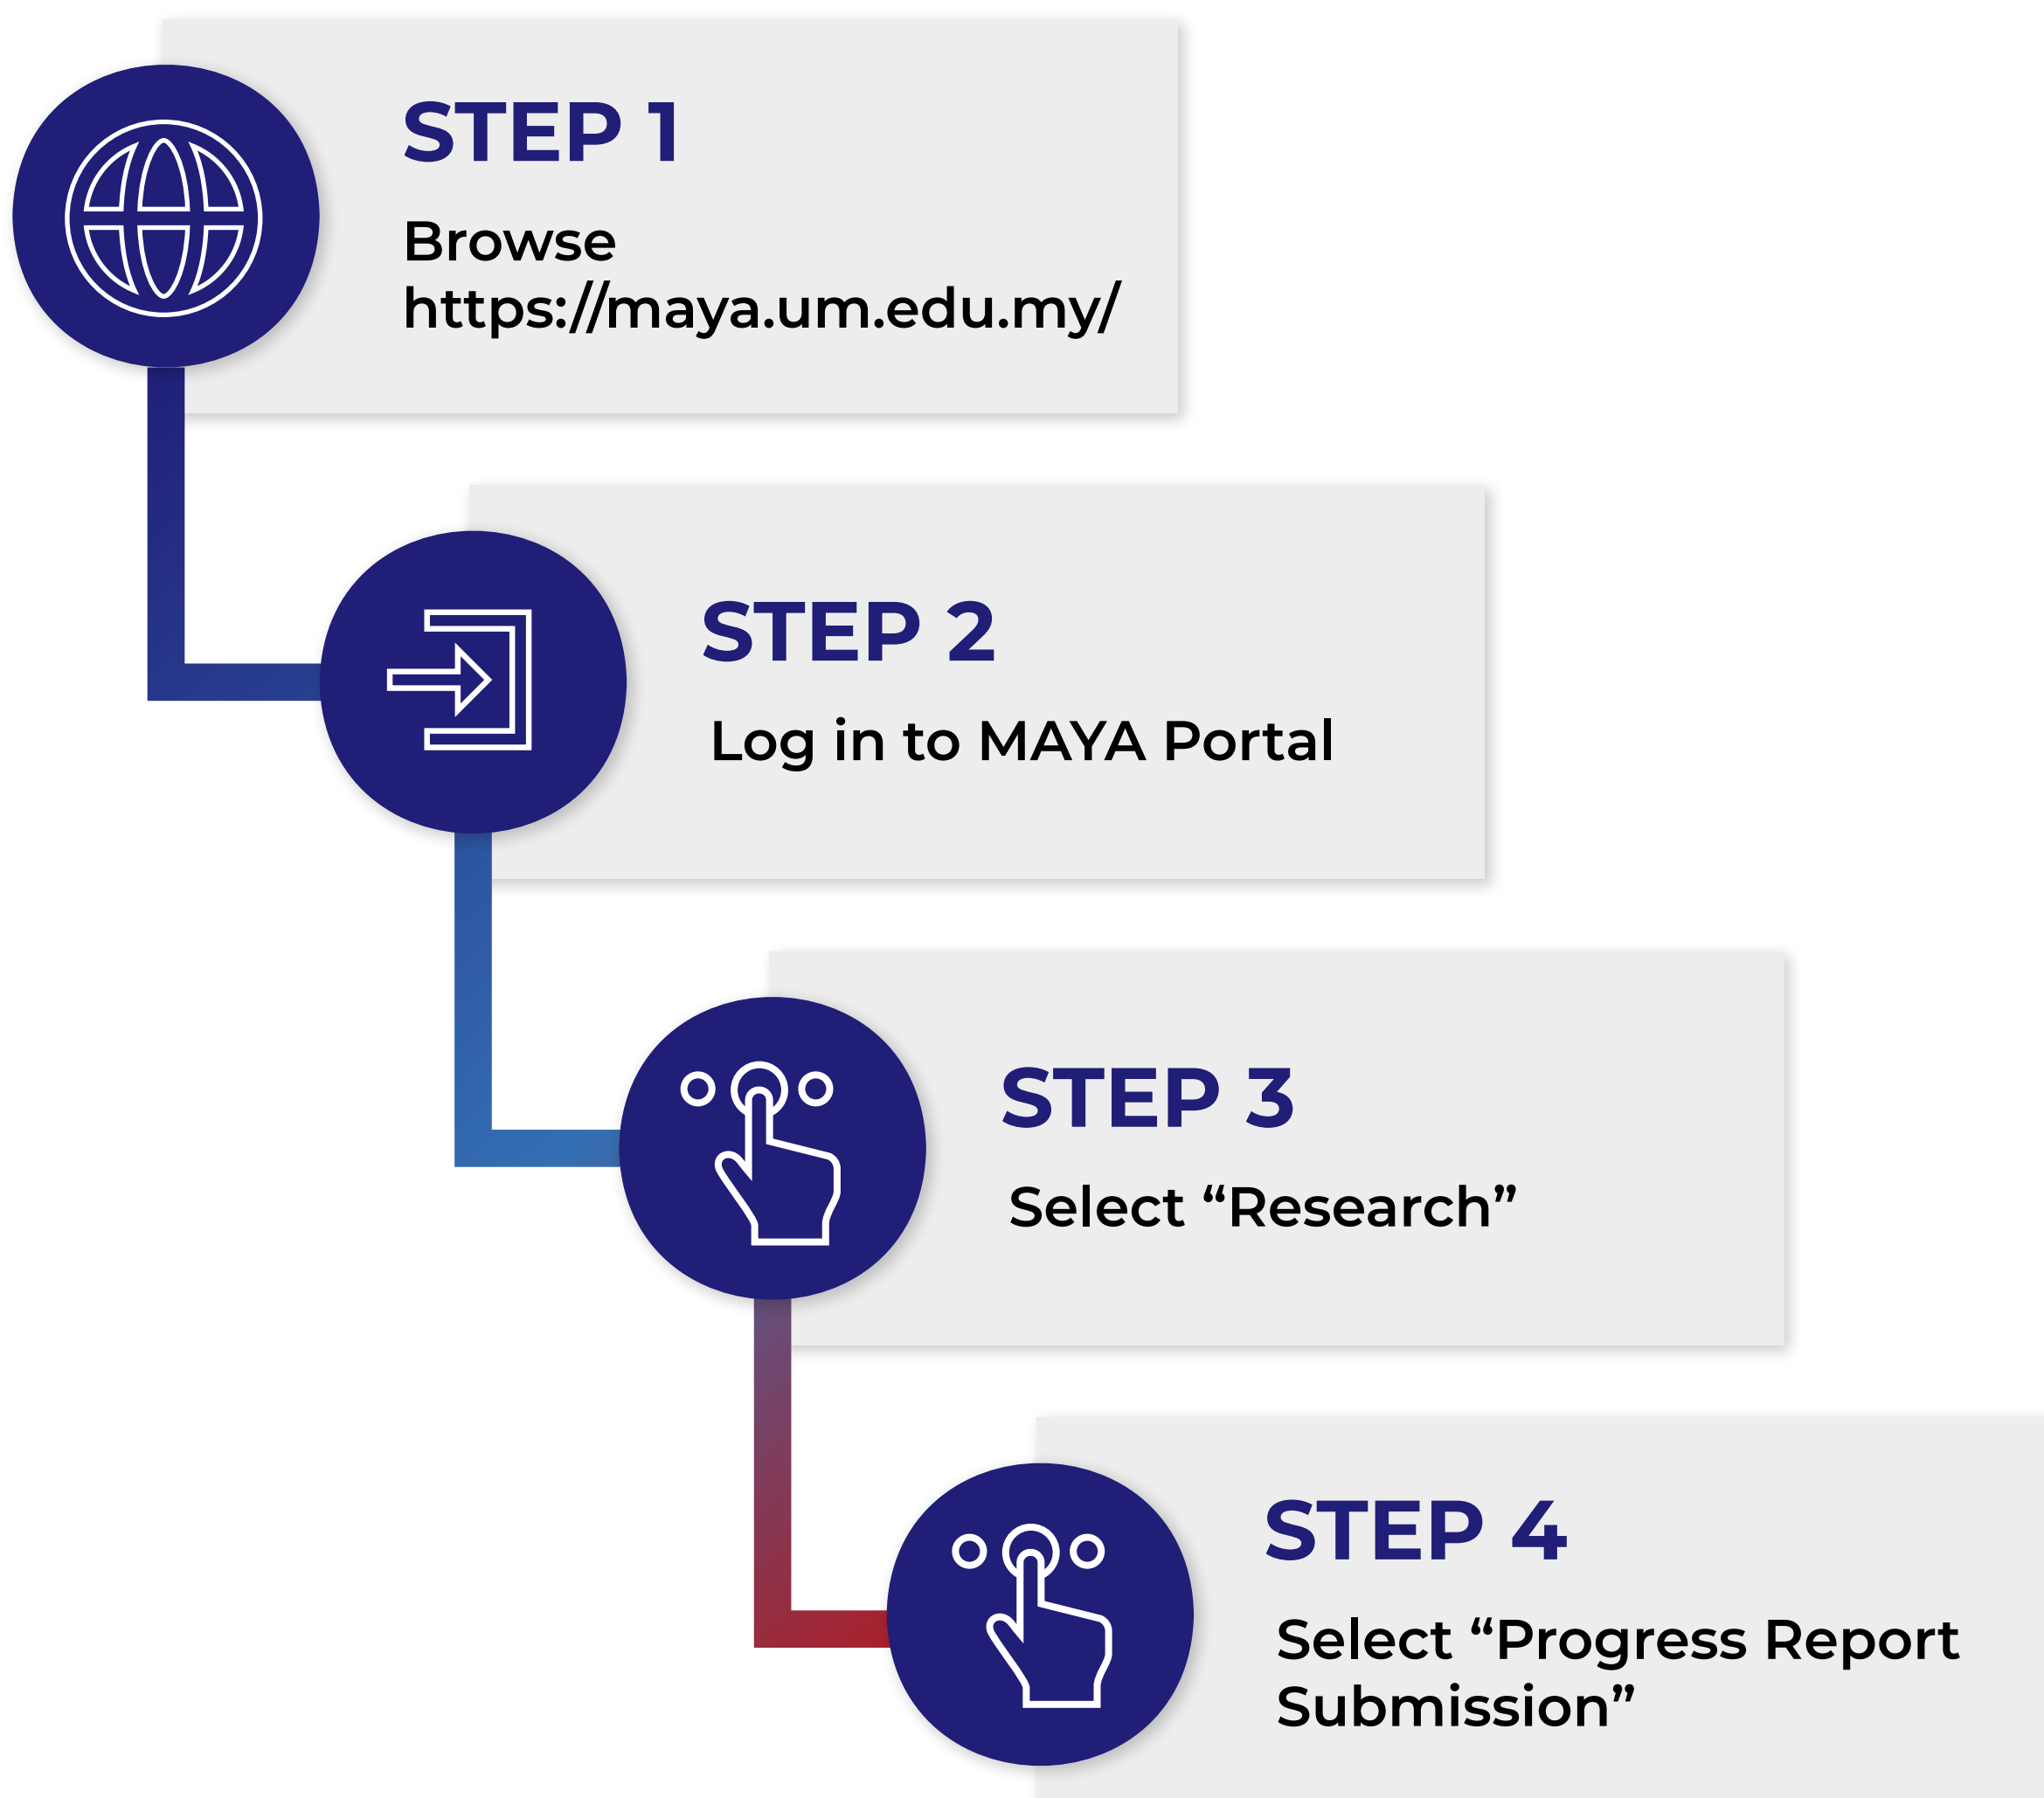 STEP 1
Browse
https://maya.um.edu.my/
STEP 2
Log in to MAYA Portal
STEP 3
Select “Research”
STEP 4
Select “Progress Report
Submission”